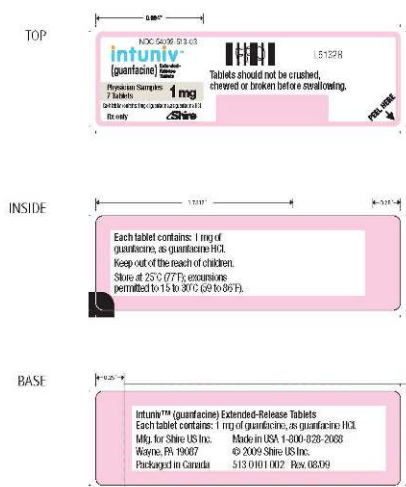 TOP
NDC 54092-513-03
intuniv™
(guanfacine) Extended-
Release
Tablets
Physician Samples
7 Tablets
1 mg
Rx only
Shire
L5132B
Tablets should not be crushed,
chewed or broken before swallowing.
PEEL HERE
INSIDE
Each tablet contains: 1 mg of
guanfacine, as guanfacine HCl.
Keep out of the reach of children.
Store at 25°C (77°F); excursions
permitted to 15 to 30°C (59 to 86°F).
BASE
0.25"
Intuniv™ (guanfacine) Extended-Release Tablets
Each tablet contains: 1 mg of guanfacine, as guanfacine HCl.
Mfg. for Shire US Inc. Made in USA 1-800-828-2088
Wayne, PA 19087 © 2009 Shire US Inc.
Packaged in Canada 513 0101 002 Rev. 08/09